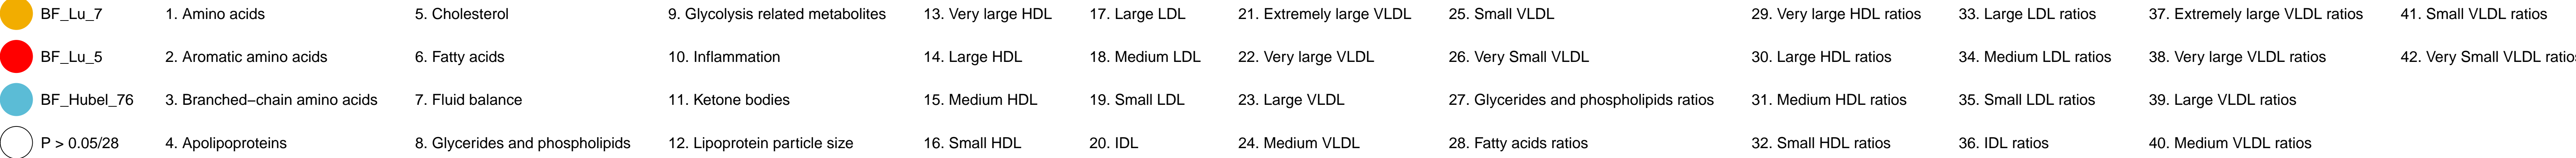 BF_Lu_7 1. Amino acids 5. Cholesterol 9. Glycolysis related metabolites 13. Very large HDL 17. Large LDL 21. Extremely large VLDL 25. Small VLDL 29. Very large HDL ratios 33. Large LDL ratios 37. Extremely large VLDL ratios 41. Small VLDL ratios
BF_Lu_5 2. Aromatic amino acids 6. Fatty acids 10. Inflammation 14. Large HDL 18. Medium LDL 22. Very large VLDL 26. Very Small VLDL 30. Large HDL ratios 34. Medium LDL ratios 38. Very large VLDL ratios 42. Very Small VLDL ratios
BF_Hubel_76 3. Branched−chain amino acids 7. Fluid balance 11. Ketone bodies 15. Medium HDL 19. Small LDL 23. Large VLDL 27. Glycerides and phospholipids ratios 31. Medium HDL ratios 35. Small LDL ratios 39. Large VLDL ratios
P > 0.05/28 4. Apolipoproteins 8. Glycerides and phospholipids 12. Lipoprotein particle size 16. Small HDL 20. IDL 24. Medium VLDL 28. Fatty acids ratios 32. Small HDL ratios 36. IDL ratios 40. Medium VLDL ratios